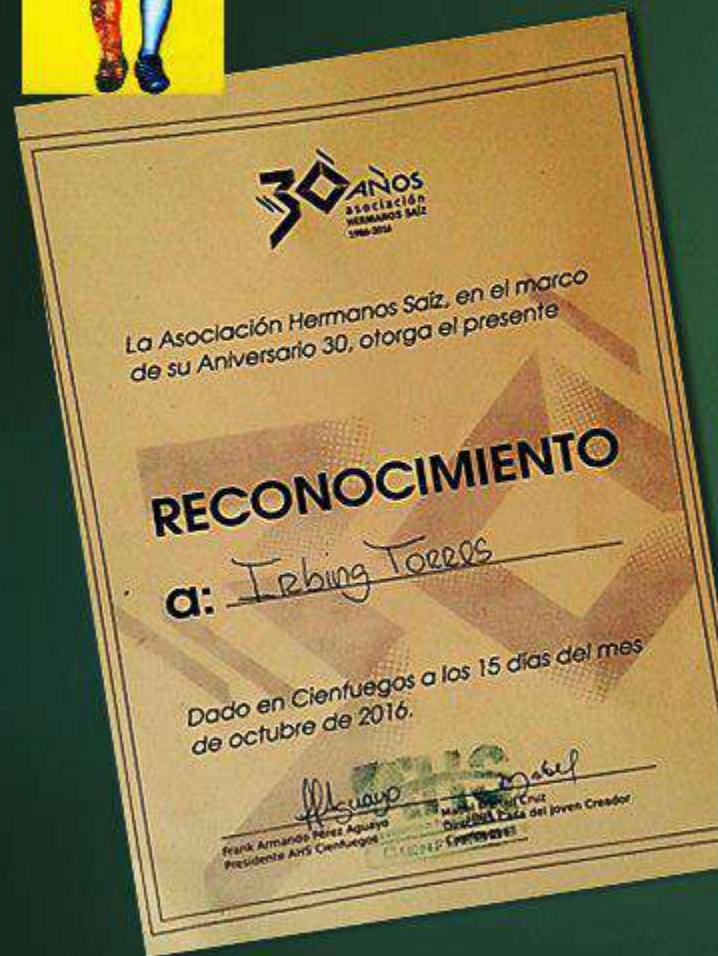 30 AÑOS
asociación
HERMANOS SAÍZ
1986-2016
La Asociación Hermanos Saíz, en el marco
de su Aniversario 30, otorga el presente
RECONOCIMIENTO
a: Irbing Torres
Dado en Cienfuegos a los 15 días del mes
de octubre de 2016.
Frank Armando Pérez Aguayo
Presidente AHS Cienfuegos
Cruz
Casa del Joven Creador